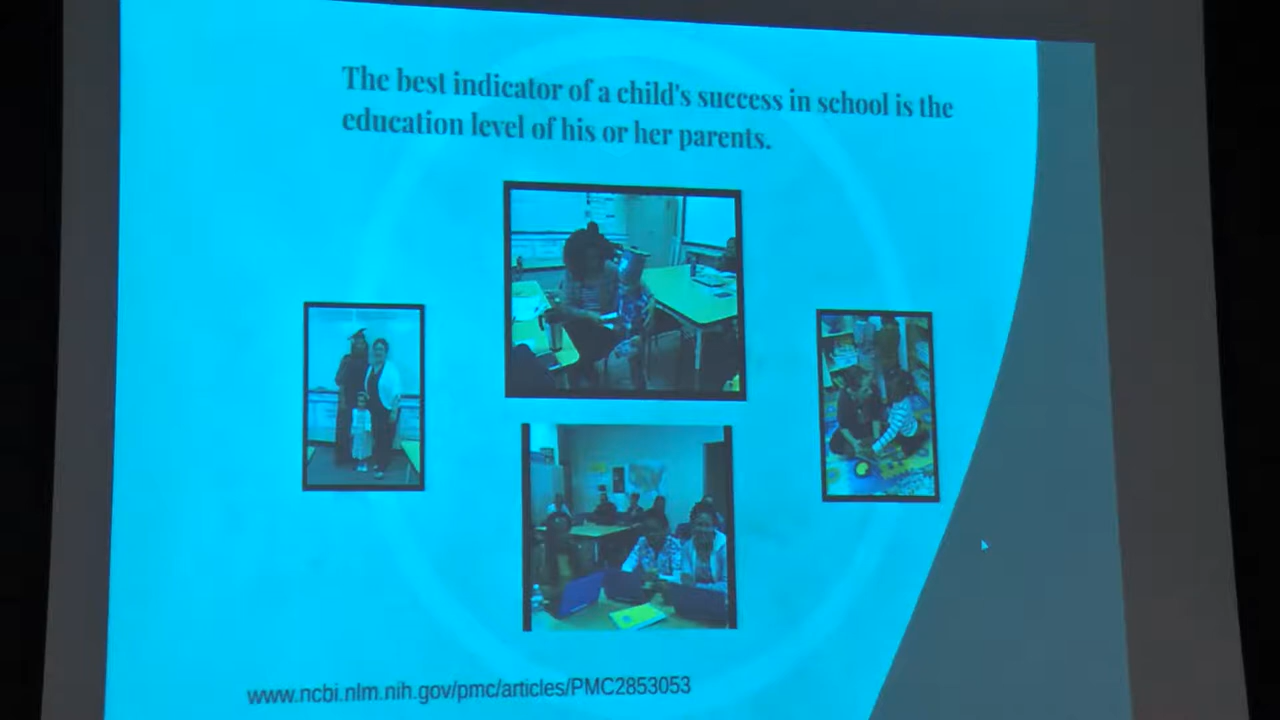 The best indicator of a child's success in school is the
education level of his or her parents.
www.ncbi.nlm.nih.gov/pmc/articles/PMC2853053